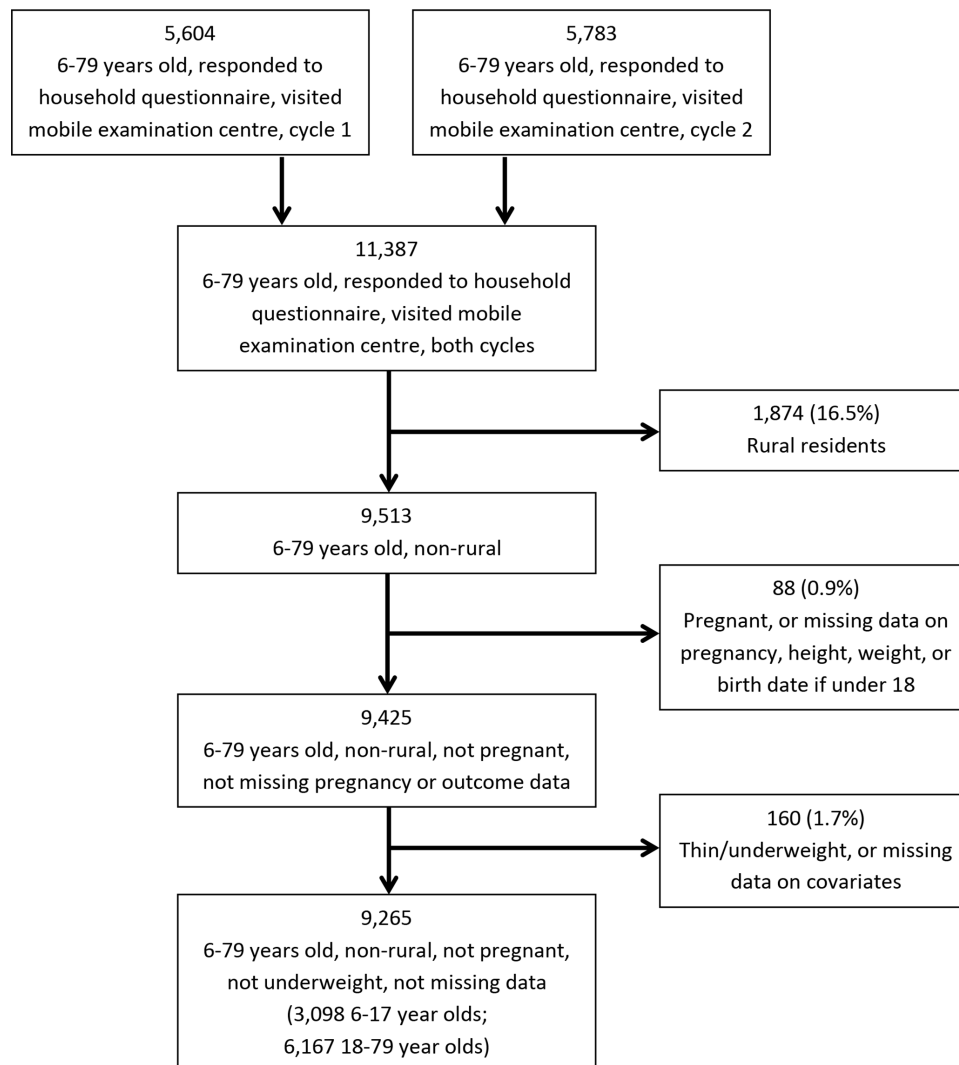 5,604
6-79 years old, responded to
household questionnaire, visited
mobile examination centre, cycle 1
5,783
6-79 years old, responded to
household questionnaire, visited
mobile examination centre, cycle 2
11,387
6-79 years old, responded to household
questionnaire, visited mobile
examination centre, both cycles
1,874 (16.5%)
Rural residents
9,513
6-79 years old, non-rural
88 (0.9%)
Pregnant, or missing data on
pregnancy, height, weight, or
birth date if under 18
9,425
6-79 years old, non-rural, not pregnant,
not missing pregnancy or outcome data
160 (1.7%)
Thin/underweight, or missing
data on covariates
9,265
6-79 years old, non-rural, not pregnant,
not underweight, not missing data
(3,098 6-17 year olds;
6,167 18-79 year olds)